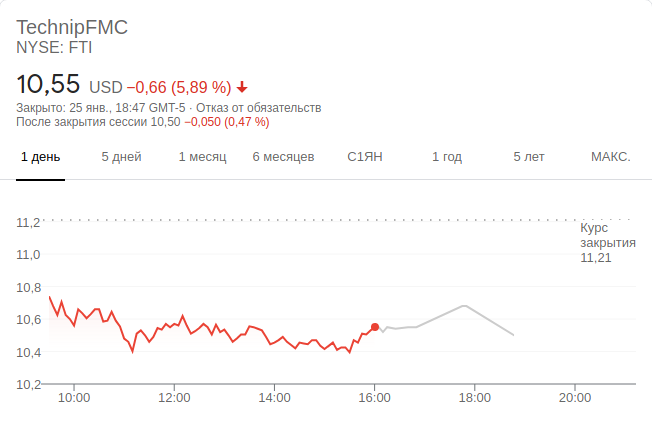 TechnipFMC
NYSE: FTI
10,55 USD −0,66 (5,89 %)
Закрыто: 25 янв., 18:47 GMT-5 · Отказ от обязательств
После закрытия сессии 10,50 −0,050 (0,47 %)
1 день 5 дней 1 месяц 6 месяцев С1ЯН 1 год 5 лет МАКС.
11,2
Курс
закрытия
11,21
11,0
10,8
10,6
10,4
10,2
10:00 12:00 14:00 16:00 18:00 20:00